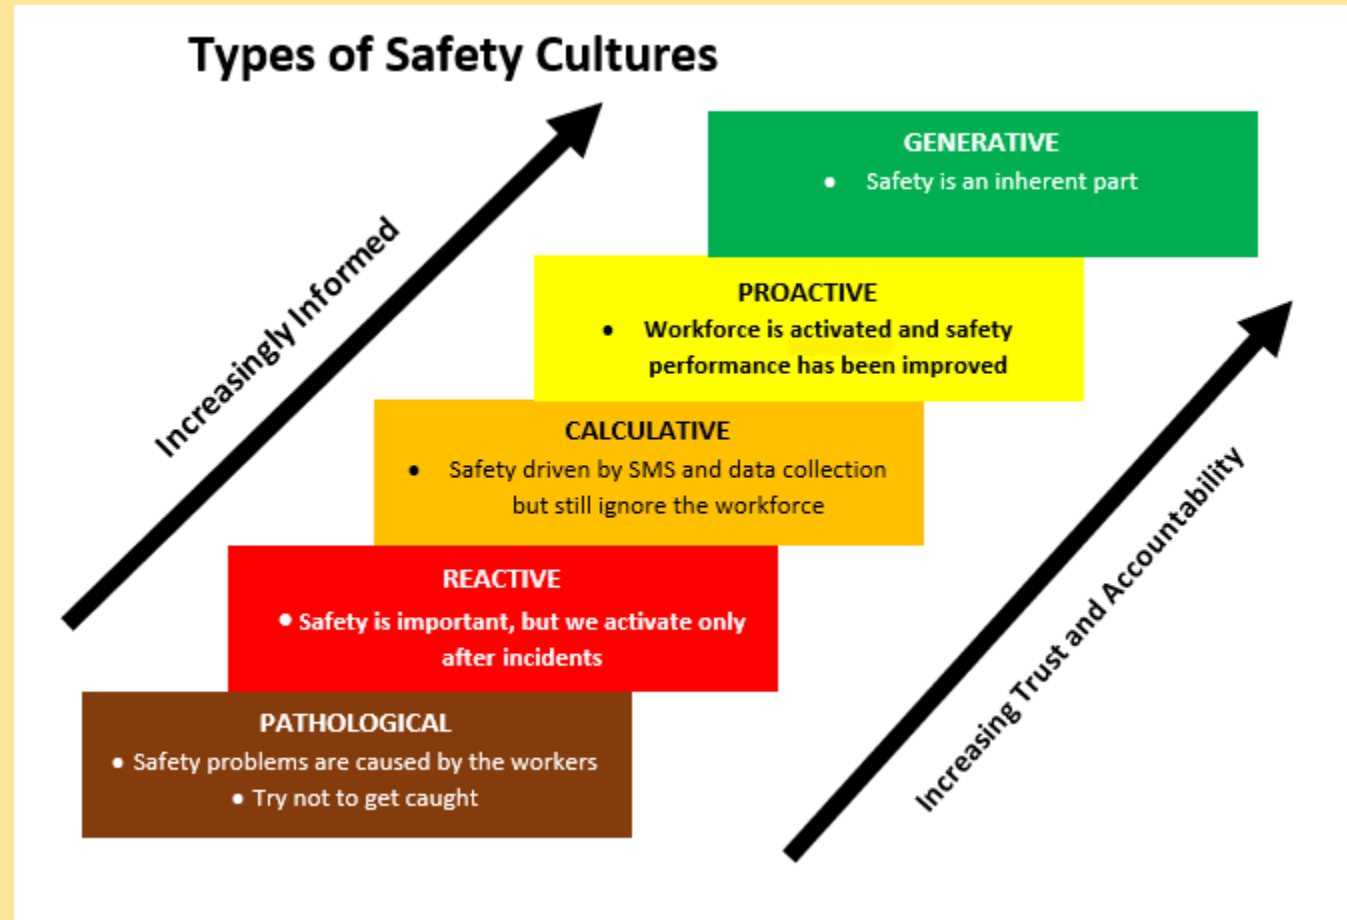 Types of Safety Cultures
Increasingly Informed
GENERATIVE
• Safety is an inherent part
PROACTIVE
• Workforce is activated and safety
performance has been improved
CALCULATIVE
• Safety driven by SMS and data collection
but still ignore the workforce
REACTIVE
• Safety is important, but we activate only
after incidents
PATHOLOGICAL
• Safety problems are caused by the workers
• Try not to get caught
Increasing Trust and Accountability